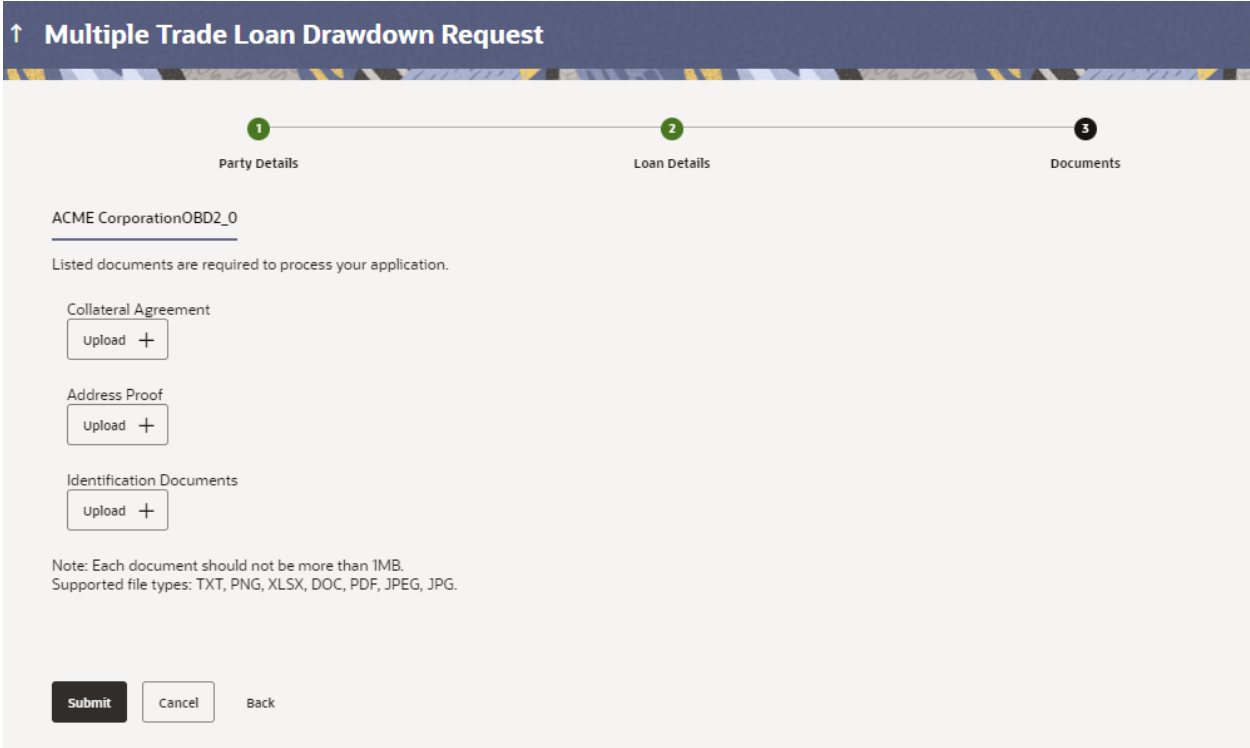 ↑ Multiple Trade Loan Drawdown Request
1 2 3
Party Details Loan Details Documents
ACME CorporationOBD2_0
Listed documents are required to process your application.
Collateral Agreement
Upload +
Address Proof
Upload +
Identification Documents
Upload +
Note: Each document should not be more than 1MB.
Supported file types: TXT, PNG, XLSX, DOC, PDF, JPEG, JPG.
Submit Cancel Back